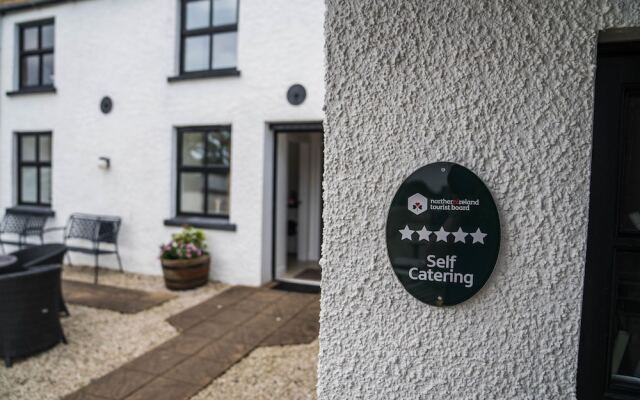 northernireland
tourist board
Self
Catering